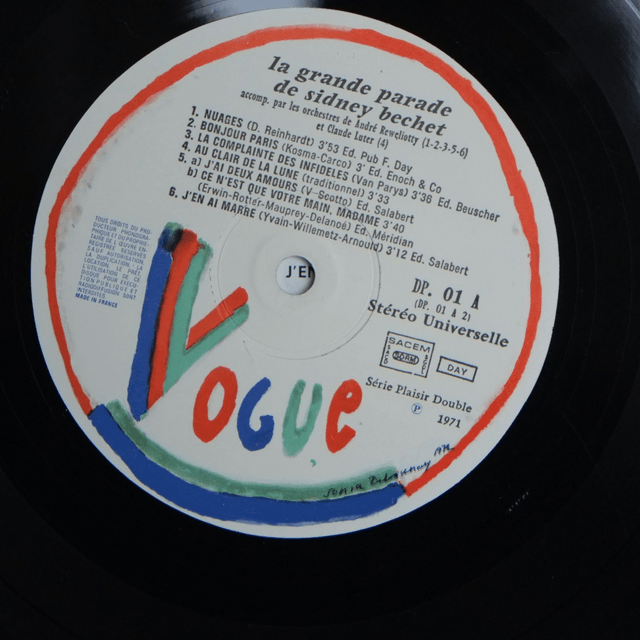 la grande parade
de sidney bechet
accomp. par les orchestres de André Reweliotty (1-2-3-5-6)
et Claude Luter (4)
1. NUAGES (D. Reinhardt) 3'53 Ed. Pub F. Day
2. BONJOUR PARIS (Kosma-Carco) 3' Ed. Enoch & Co
3. LA COMPLAINTE DES INFIDELES (Van Parys) 3'36 Ed. Beuscher
4. AU CLAIR DE LA LUNE (traditionnel) 3'33
5. a) J'AI DEUX AMOURS (V-Scotto) Ed. Salabert
b) CE N'EST QUE VOTRE MAIN, MADAME 3'40
(Erwin-Rotter-Mauprey-Delanoë) Ed. Méridian
6. J'EN AI MARRE (Yvain-Willemetz-Arnould) 3'12 Ed. Salabert
TOUS DROITS DU PRO-
DUCTEUR PHONOGRA-
PHIQUE ET DU PROPRIE-
TAIRE DE L'ŒUVRE EN-
REGISTREE RESERVES
SAUF AUTORISATION
LA DUPLICATION, LA
LOCATION, LE PRET,
L'UTILISATION DE CE
DISQUE POUR EXECU-
TION PUBLIQUE ET
RADIODIFFUSION SONT
INTERDITES.
MADE IN FRANCE
J'E
DP. 01 A
(DP. 01 A 2)
Stéréo Universelle
SACEM
SDRM
DAY
Série Plaisir Double
℗ 1971
VOGUE
Sonia Delaunay